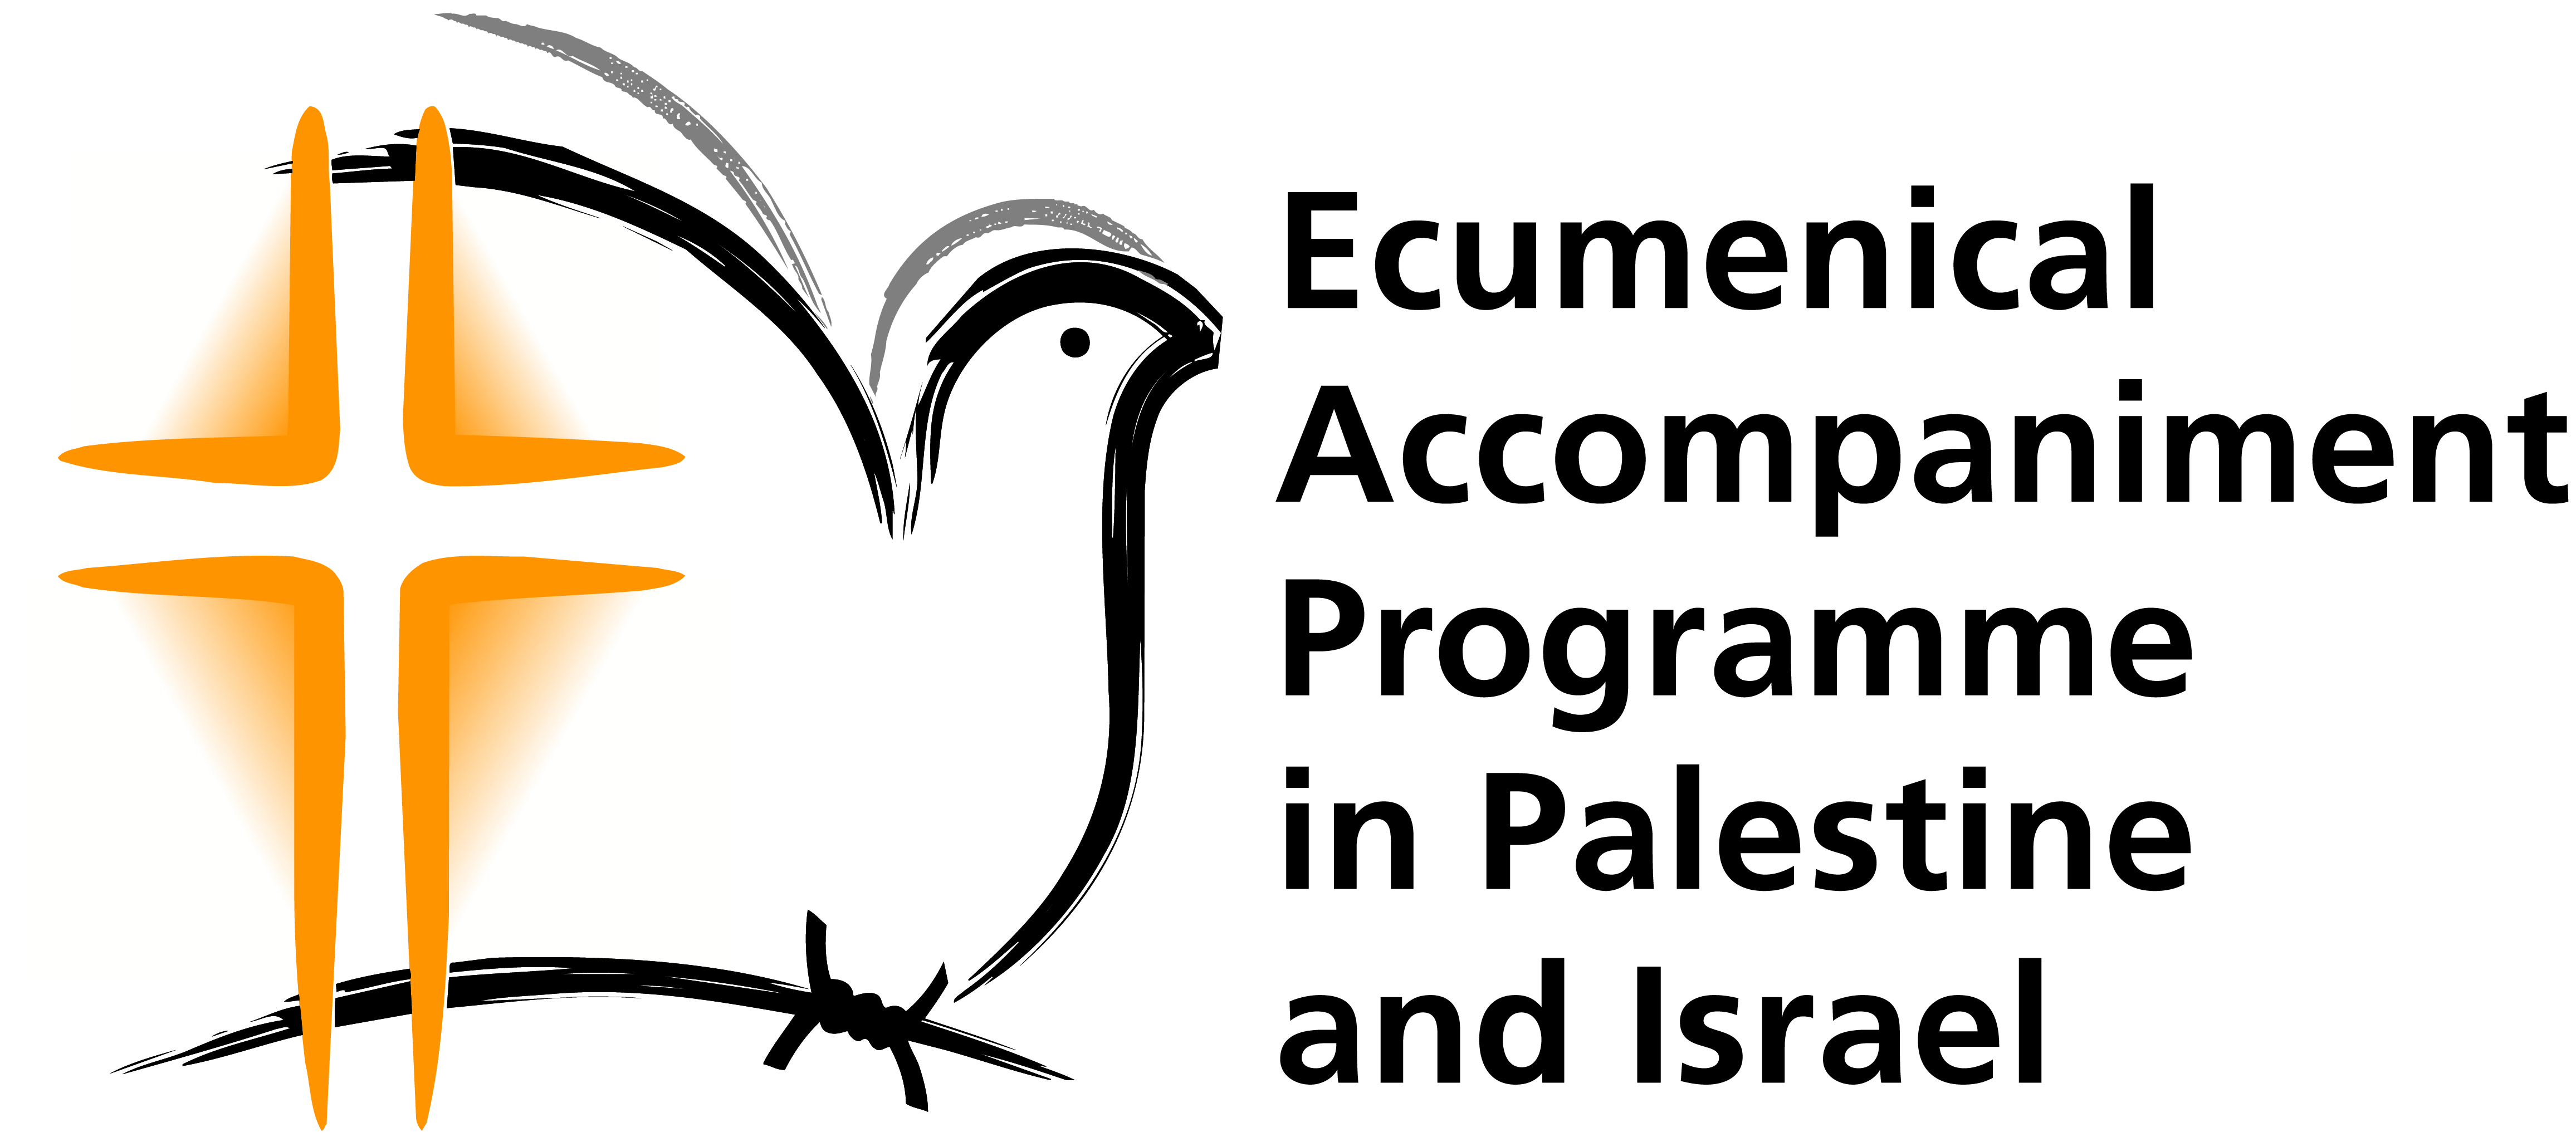 Ecumenical
Accompaniment
Programme
in Palestine
and Israel